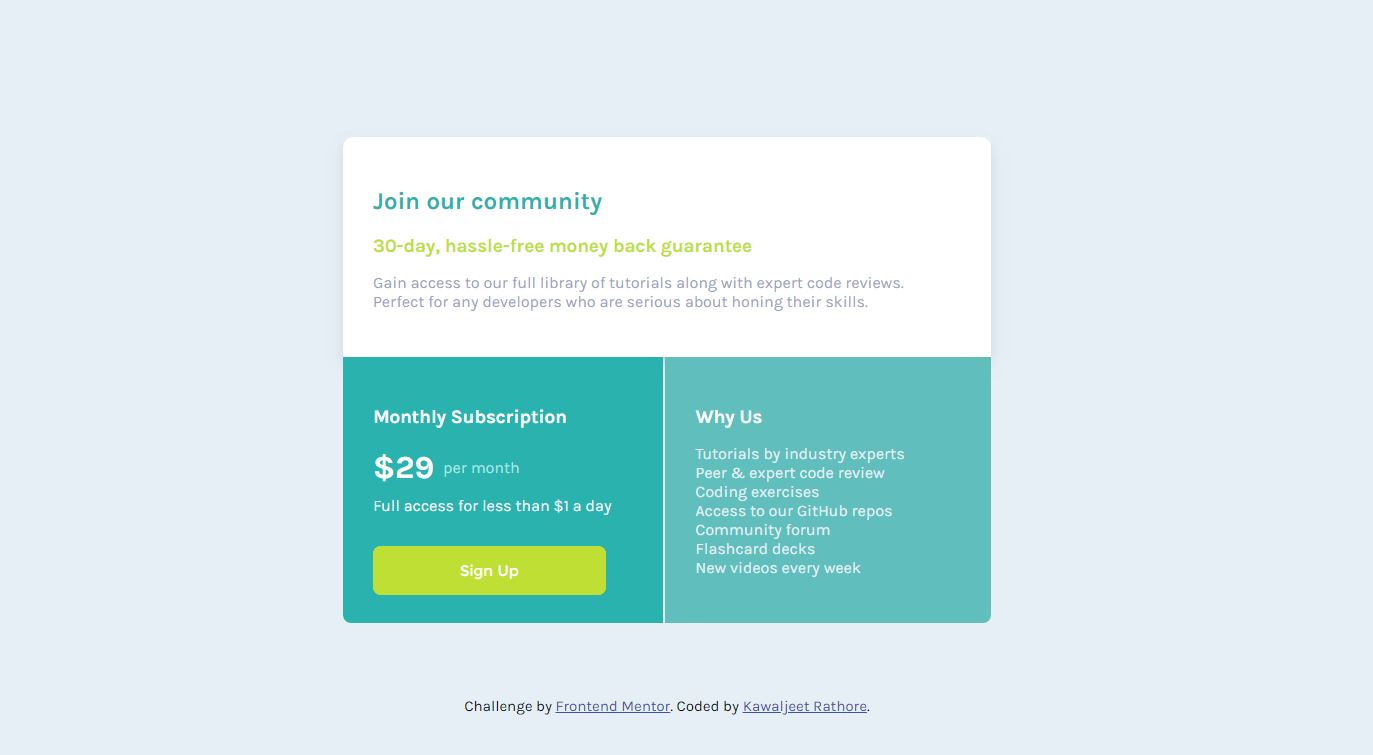 Join our community
30-day, hassle-free money back guarantee
Gain access to our full library of tutorials along with expert code reviews.
Perfect for any developers who are serious about honing their skills.
Monthly Subscription
$29 per month
Full access for less than $1 a day
Sign Up
Why Us
Tutorials by industry experts
Peer & expert code review
Coding exercises
Access to our GitHub repos
Community forum
Flashcard decks
New videos every week
Challenge by Frontend Mentor. Coded by Kawaljeet Rathore.